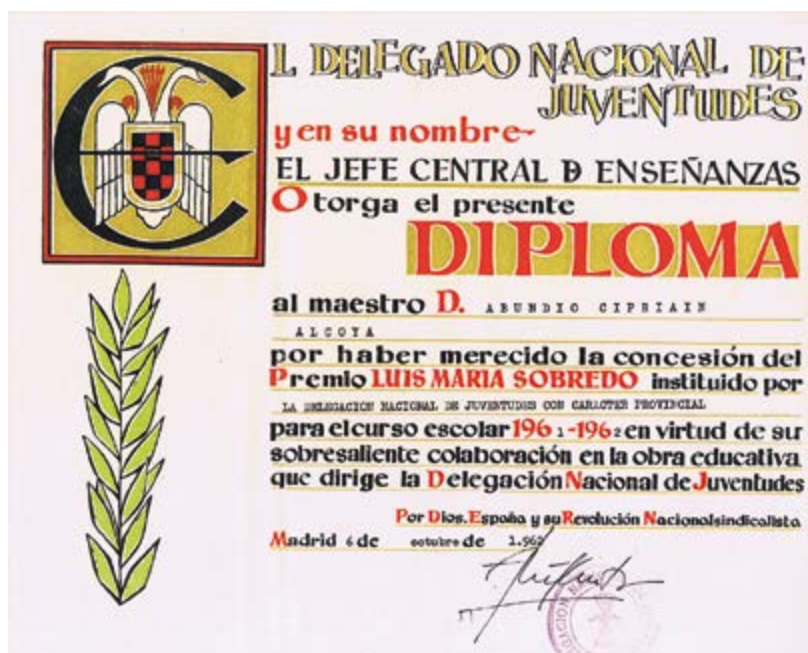 EL DELEGADO NACIONAL DE
JUVENTUDES
y en su nombre-
EL JEFE CENTRAL DE ENSEÑANZAS
Otorga el presente
DIPLOMA
al maestro D. ABUNDIO CIPRIAIN
ALCOYA
por haber merecido la concesión del
Premio LUIS MARIA SOBREDO instituido por
LA DELEGACION NACIONAL DE JUVENTUDES CON CARACTER PROVINCIAL
para el curso escolar 1961-1962 en virtud de su
sobresaliente colaboración en la obra educativa
que dirige la Delegación Nacional de Juventudes
Por Dios, España y su Revolución Nacionalsindicalista
Madrid 6 de octubre de 1.962